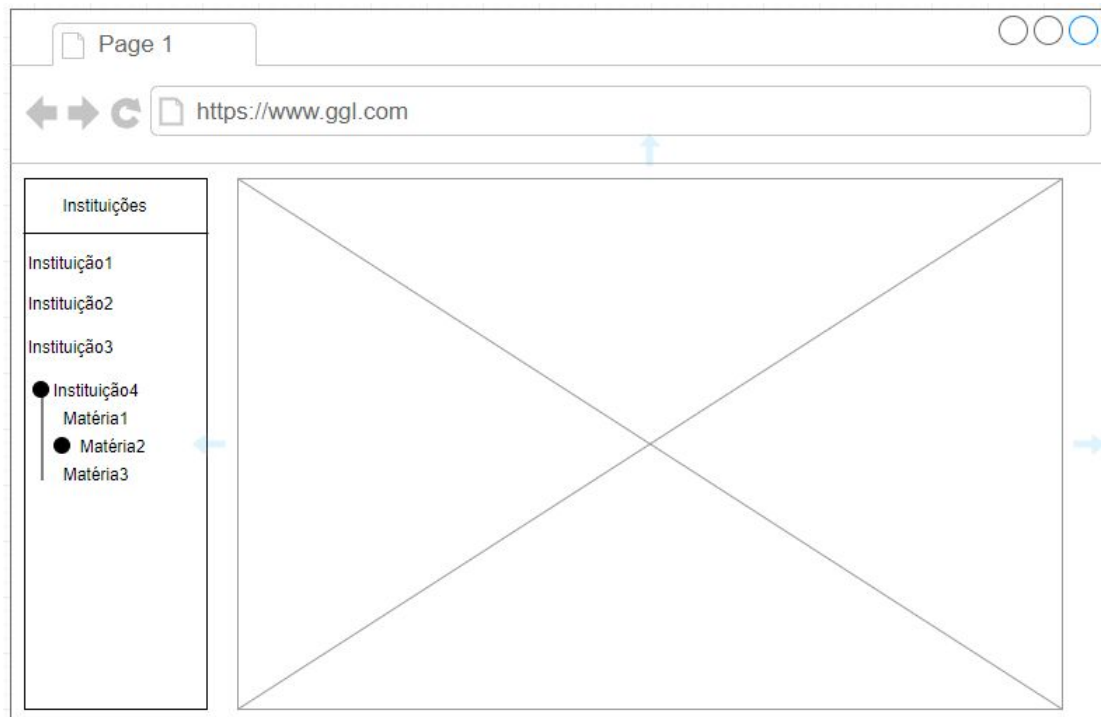 Page 1
https://www.ggl.com
Instituições
Instituição1
Instituição2
Instituição3
Instituição4
Matéria1
Matéria2
Matéria3